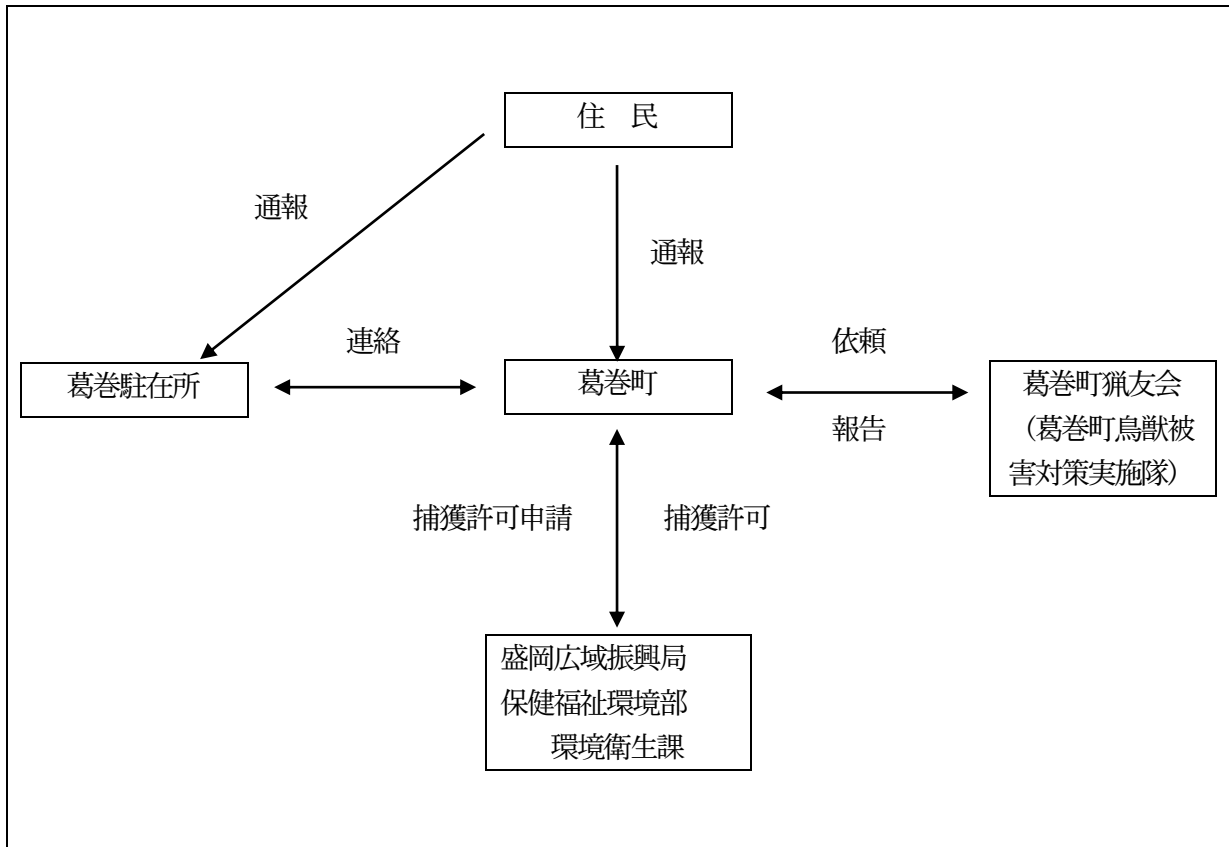 住　民
通報
通報
連絡
依頼
葛巻駐在所
葛巻町
葛巻町猟友会
（葛巻町鳥獣被
害対策実施隊）
報告
捕獲許可申請
捕獲許可
盛岡広域振興局
保健福祉環境部
環境衛生課